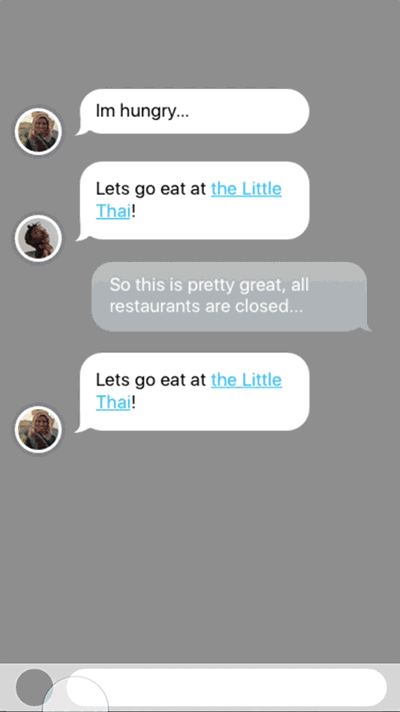 Im hungry...
Lets go eat at the Little
Thai!
So this is pretty great, all
restaurants are closed...
Lets go eat at the Little
Thai!